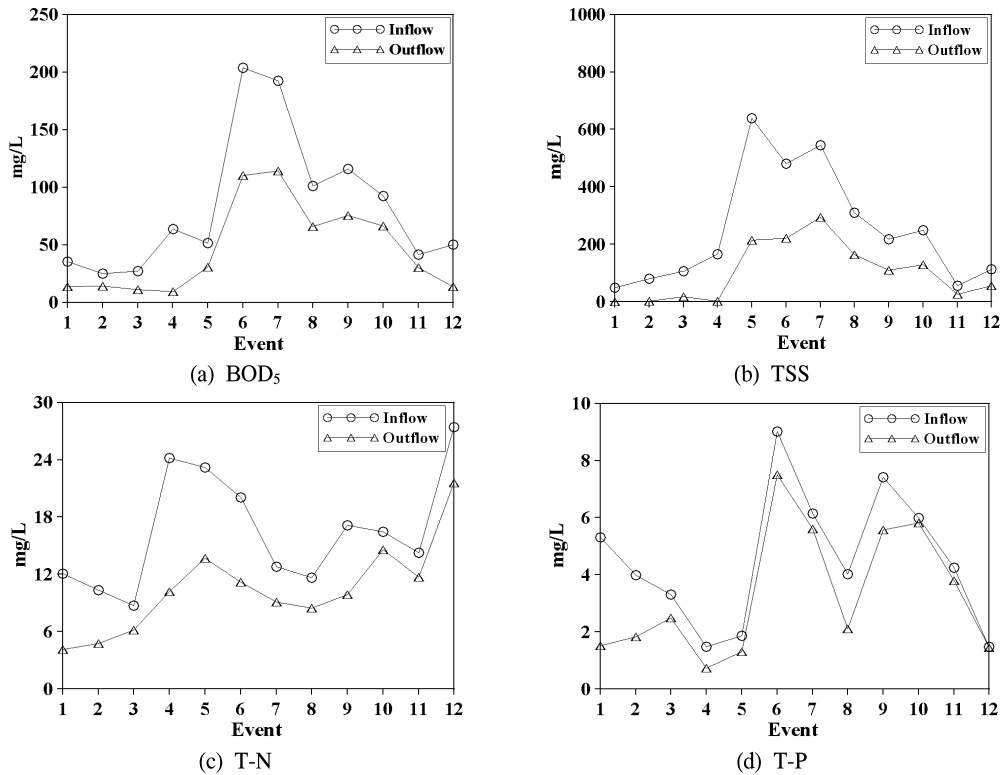 250
200
150
100
50
0
mg/L
Inflow
Outflow
1 2 3 4 5 6 7 8 9 10 11 12
Event
(a) BOD₅
1000
800
600
400
200
0
mg/L
Inflow
Outflow
1 2 3 4 5 6 7 8 9 10 11 12
Event
(b) TSS
30
24
18
12
6
0
mg/L
Inflow
Outflow
1 2 3 4 5 6 7 8 9 10 11 12
Event
(c) T-N
10
8
6
4
2
0
mg/L
Inflow
Outflow
1 2 3 4 5 6 7 8 9 10 11 12
Event
(d) T-P